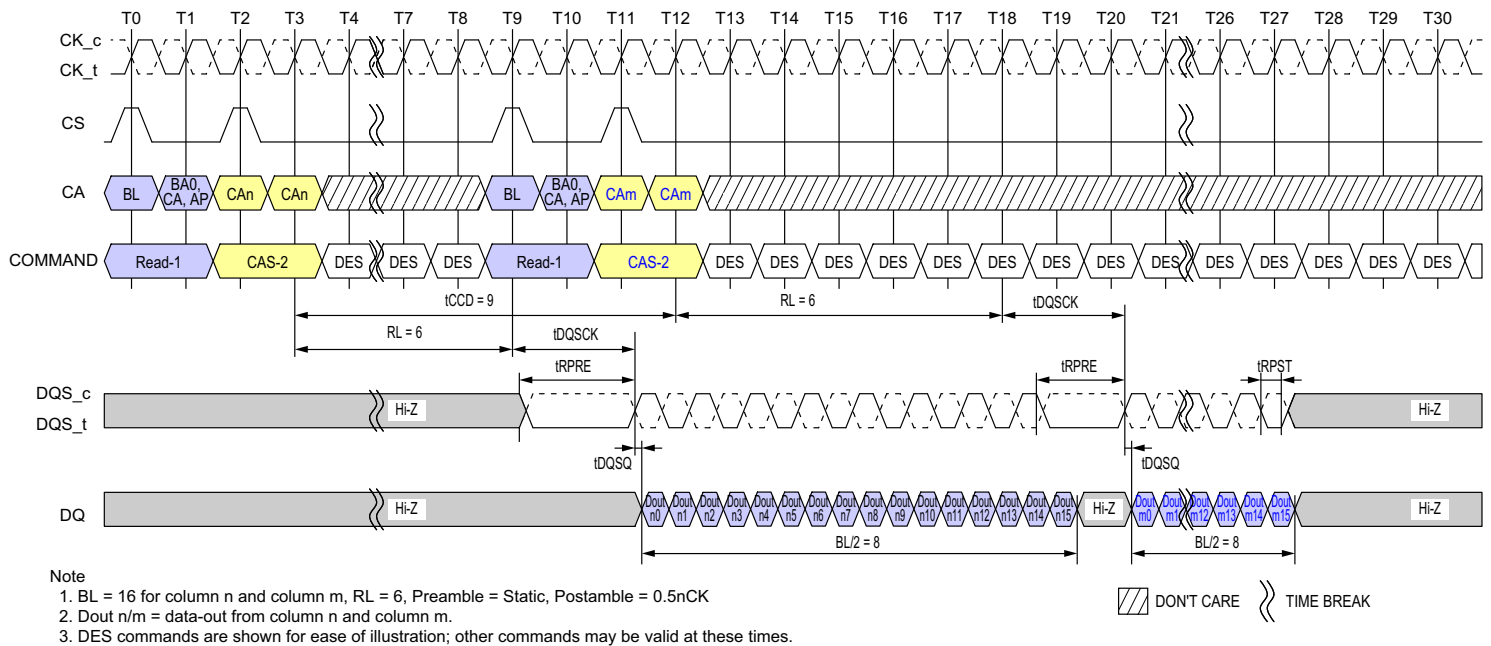 T0 T1 T2 T3 T4 T7 T8 T9 T10 T11 T12 T13 T14 T15 T16 T17 T18 T19 T20 T21 T26 T27 T28 T29 T30
CK_c
CK_t
CS
CA BL BA0, CA, AP CAn CAn BL BA0, CA, AP CAm CAm
COMMAND Read-1 CAS-2 DES DES DES Read-1 CAS-2 DES DES DES DES DES DES DES DES DES DES DES DES DES DES
tCCD = 9 RL = 6 tDQSCK
RL = 6 tDQSCK
tRPRE tRPRE tRPST
DQS_c
DQS_t
Hi-Z Hi-Z
tDQSQ tDQSQ
DQ Hi-Z Dout n0 Dout n1 Dout n2 Dout n3 Dout n4 Dout n5 Dout n6 Dout n7 Dout n8 Dout n9 Dout n10 Dout n11 Dout n12 Dout n13 Dout n14 Dout n15 Hi-Z Dout m0 Dout m1 Dout m12 Dout m13 Dout m14 Dout m15 Hi-Z
BL/2 = 8 BL/2 = 8
Note
1. BL = 16 for column n and column m, RL = 6, Preamble = Static, Postamble = 0.5nCK
2. Dout n/m = data-out from column n and column m.
3. DES commands are shown for ease of illustration; other commands may be valid at these times.
DON'T CARE TIME BREAK